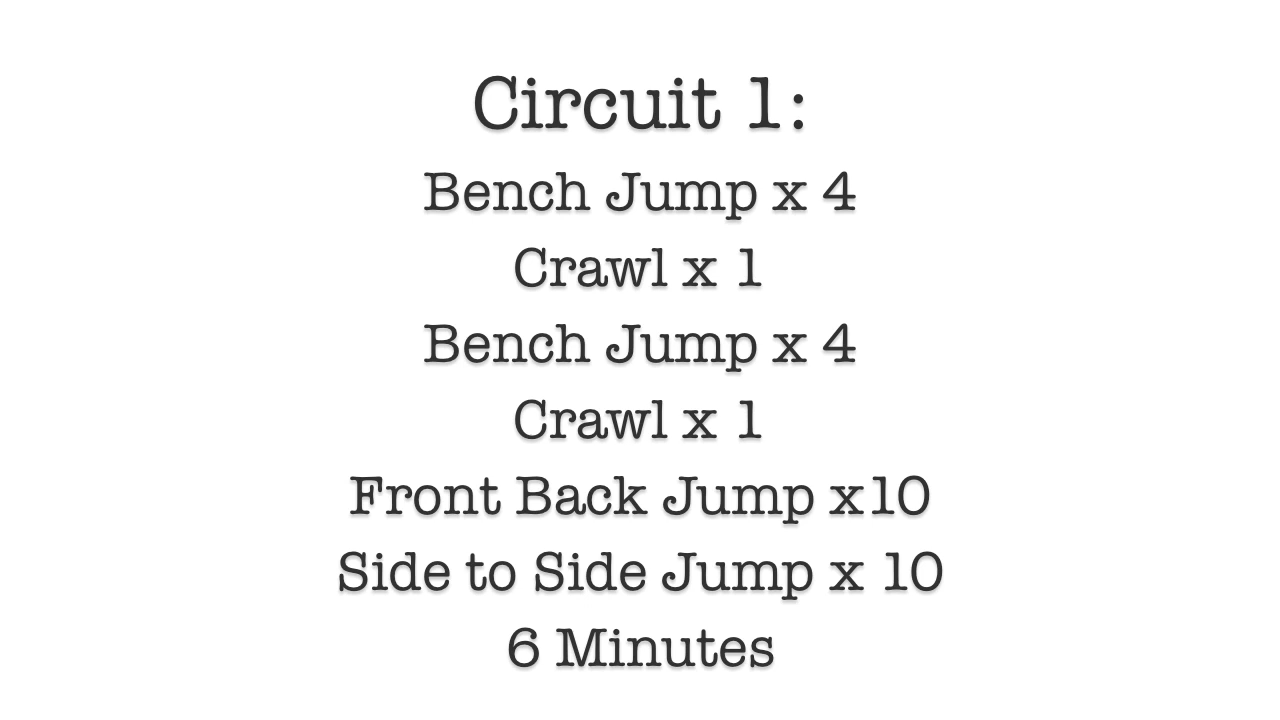 Circuit 1:
Bench Jump x 4
Crawl x 1
Bench Jump x 4
Crawl x 1
Front Back Jump x10
Side to Side Jump x 10
6 Minutes